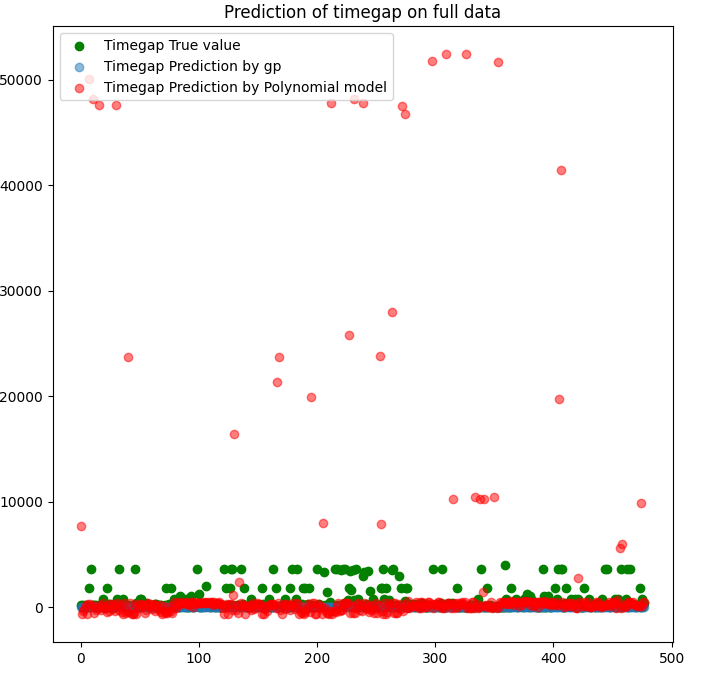 Prediction of timegap on full data
Timegap True value
Timegap Prediction by gp
Timegap Prediction by Polynomial model
50000
40000
30000
20000
10000
0
0 100 200 300 400 500